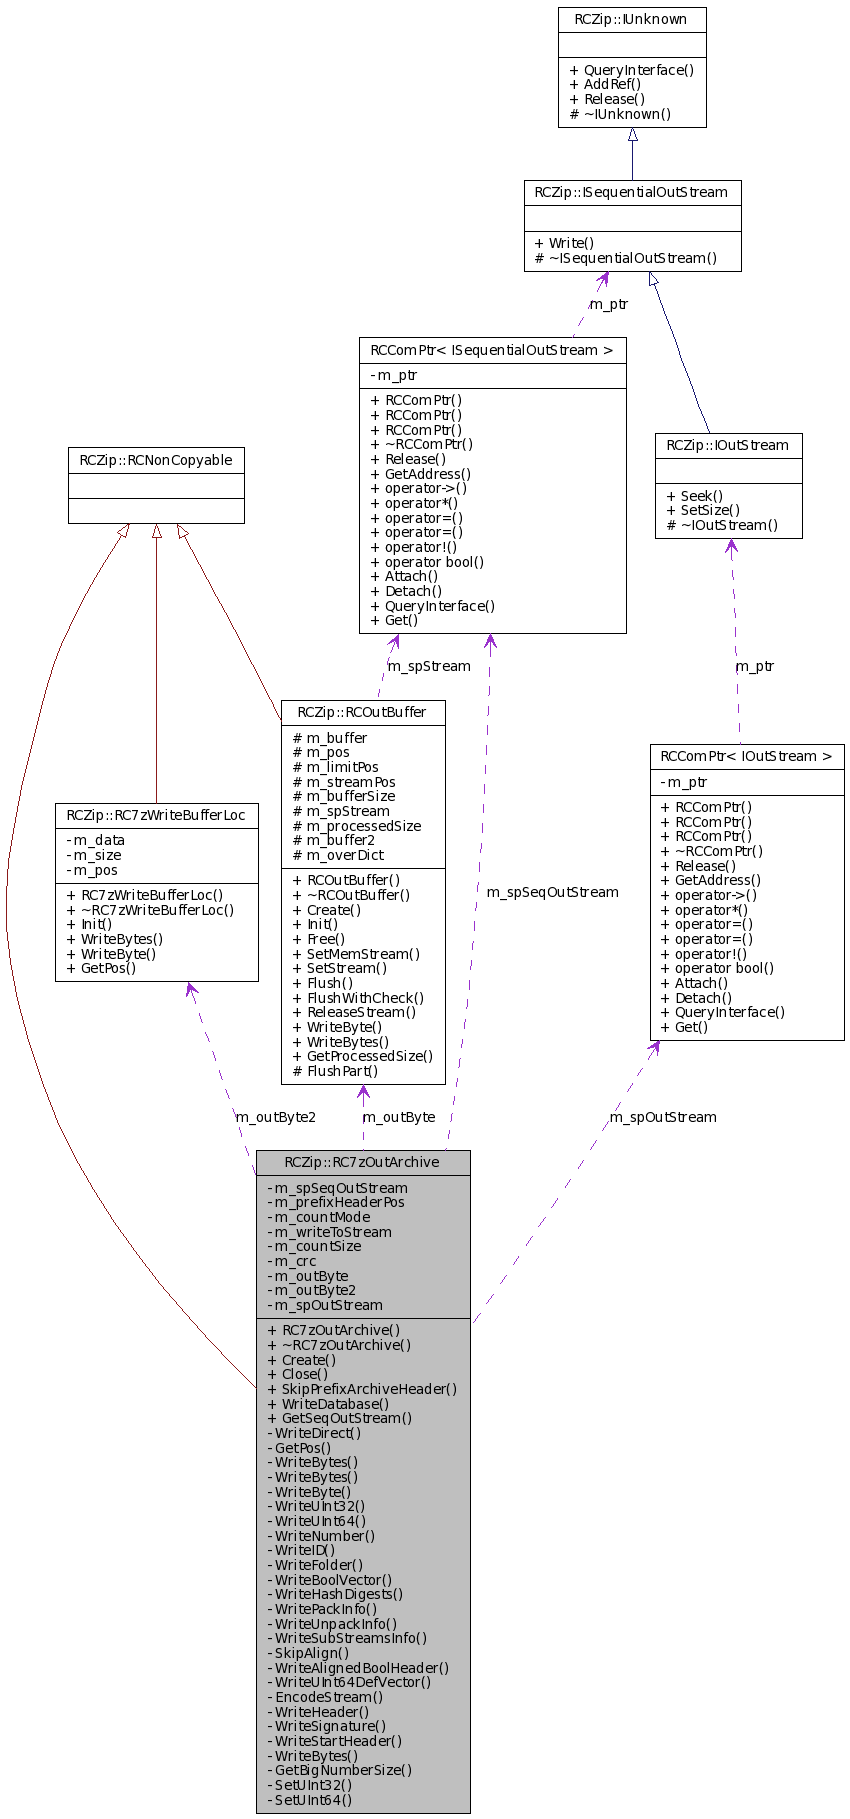 RCZip::IUnknown
+ QueryInterface()
+ AddRef()
+ Release()
# ~IUnknown()
RCZip::ISequentialOutStream
+ Write()
# ~ISequentialOutStream()
m_ptr
RCComPtr< ISequentialOutStream >
- m_ptr
+ RCComPtr()
+ RCComPtr()
+ RCComPtr()
+ ~RCComPtr()
+ Release()
+ GetAddress()
+ operator->()
+ operator*()
+ operator=()
+ operator=()
+ operator!()
+ operator bool()
+ Attach()
+ Detach()
+ QueryInterface()
+ Get()
RCZip::IOutStream
+ Seek()
+ SetSize()
# ~IOutStream()
RCZip::RCNonCopyable
m_spStream
m_ptr
RCZip::RCOutBuffer
# m_buffer
# m_pos
# m_limitPos
# m_streamPos
# m_bufferSize
# m_spStream
# m_processedSize
# m_buffer2
# m_overDict
+ RCOutBuffer()
+ ~RCOutBuffer()
+ Create()
+ Init()
+ Free()
+ SetMemStream()
+ SetStream()
+ Flush()
+ FlushWithCheck()
+ ReleaseStream()
+ WriteByte()
+ WriteBytes()
+ GetProcessedSize()
# FlushPart()
RCComPtr< IOutStream >
- m_ptr
+ RCComPtr()
+ RCComPtr()
+ RCComPtr()
+ ~RCComPtr()
+ Release()
+ GetAddress()
+ operator->()
+ operator*()
+ operator=()
+ operator=()
+ operator!()
+ operator bool()
+ Attach()
+ Detach()
+ QueryInterface()
+ Get()
RCZip::RC7zWriteBufferLoc
- m_data
- m_size
- m_pos
+ RC7zWriteBufferLoc()
+ ~RC7zWriteBufferLoc()
+ Init()
+ WriteBytes()
+ WriteByte()
+ GetPos()
m_spSeqOutStream
m_outByte2
m_outByte
m_spOutStream
RCZip::RC7zOutArchive
- m_spSeqOutStream
- m_prefixHeaderPos
- m_countMode
- m_writeToStream
- m_countSize
- m_crc
- m_outByte
- m_outByte2
- m_spOutStream
+ RC7zOutArchive()
+ ~RC7zOutArchive()
+ Create()
+ Close()
+ SkipPrefixArchiveHeader()
+ WriteDatabase()
+ GetSeqOutStream()
- WriteDirect()
- GetPos()
- WriteBytes()
- WriteBytes()
- WriteByte()
- WriteUInt32()
- WriteUInt64()
- WriteNumber()
- WriteID()
- WriteFolder()
- WriteBoolVector()
- WriteHashDigests()
- WritePackInfo()
- WriteUnpackInfo()
- WriteSubStreamsInfo()
- SkipAlign()
- WriteAlignedBoolHeader()
- WriteUInt64DefVector()
- EncodeStream()
- WriteHeader()
- WriteSignature()
- WriteStartHeader()
- WriteBytes()
- GetBigNumberSize()
- SetUInt32()
- SetUInt64()